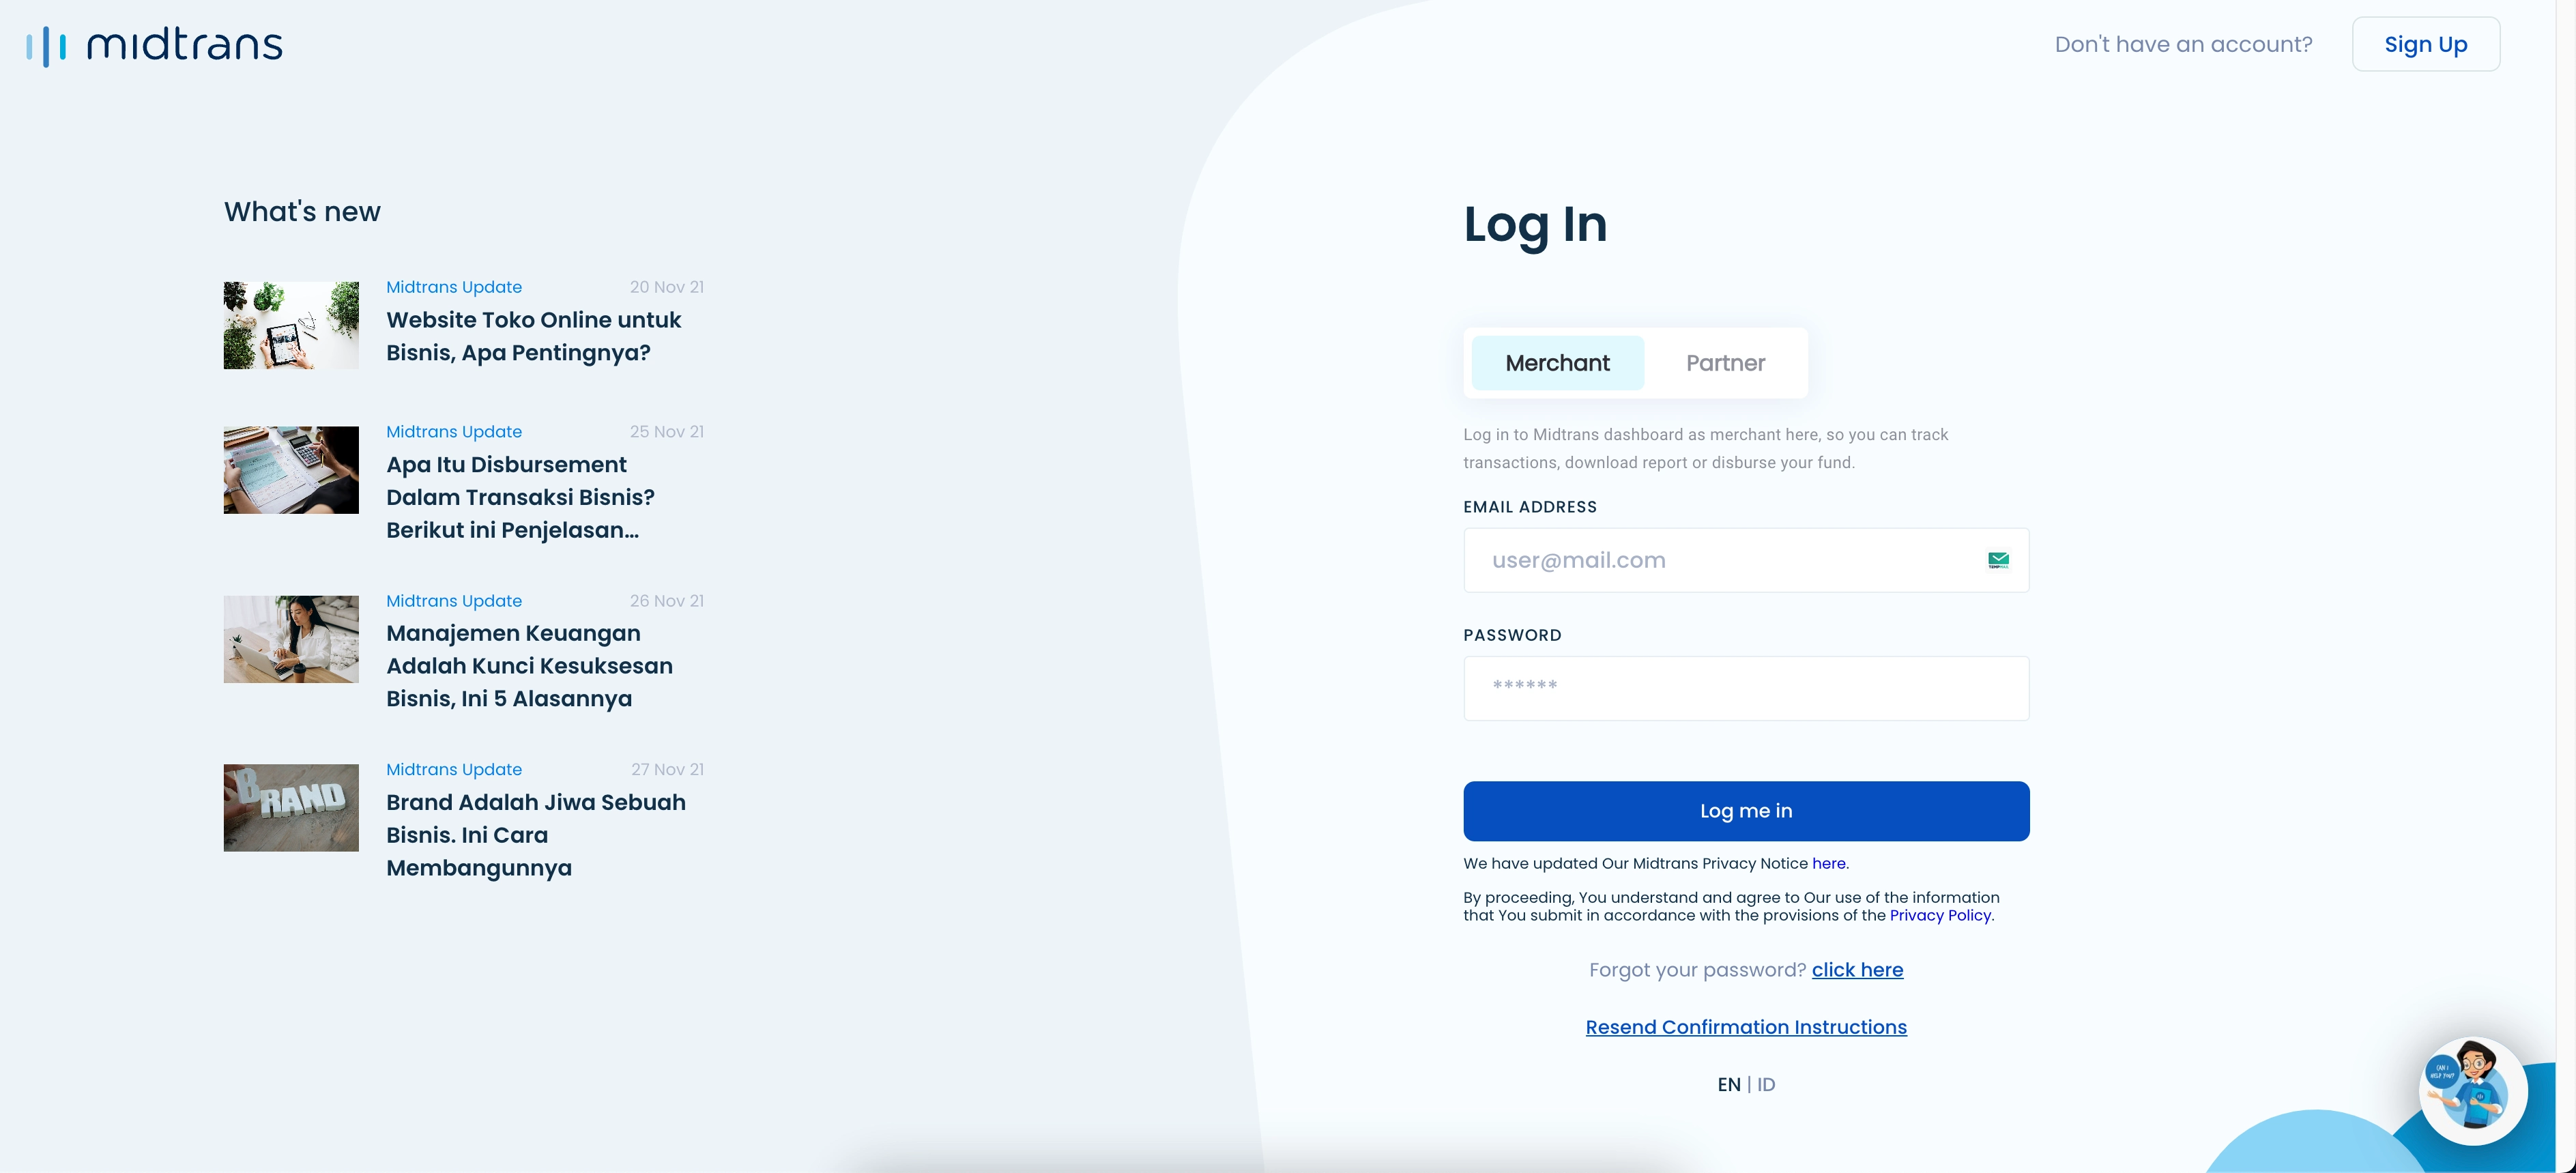 midtrans
Don't have an account?
Sign Up
What's new
Midtrans Update
20 Nov 21
Website Toko Online untuk
Bisnis, Apa Pentingnya?
Midtrans Update
25 Nov 21
Apa Itu Disbursement
Dalam Transaksi Bisnis?
Berikut ini Penjelasan...
Midtrans Update
26 Nov 21
Manajemen Keuangan
Adalah Kunci Kesuksesan
Bisnis, Ini 5 Alasannya
BRAND
Midtrans Update
27 Nov 21
Brand Adalah Jiwa Sebuah
Bisnis. Ini Cara
Membangunnya
Log In
Merchant
Partner
Log in to Midtrans dashboard as merchant here, so you can track
transactions, download report or disburse your fund.
EMAIL ADDRESS
user@mail.com
PASSWORD
******
Log me in
We have updated Our Midtrans Privacy Notice here.
By proceeding, You understand and agree to Our use of the information
that You submit in accordance with the provisions of the Privacy Policy.
Forgot your password? click here
Resend Confirmation Instructions
EN | ID
CAN I
HELP YOU?